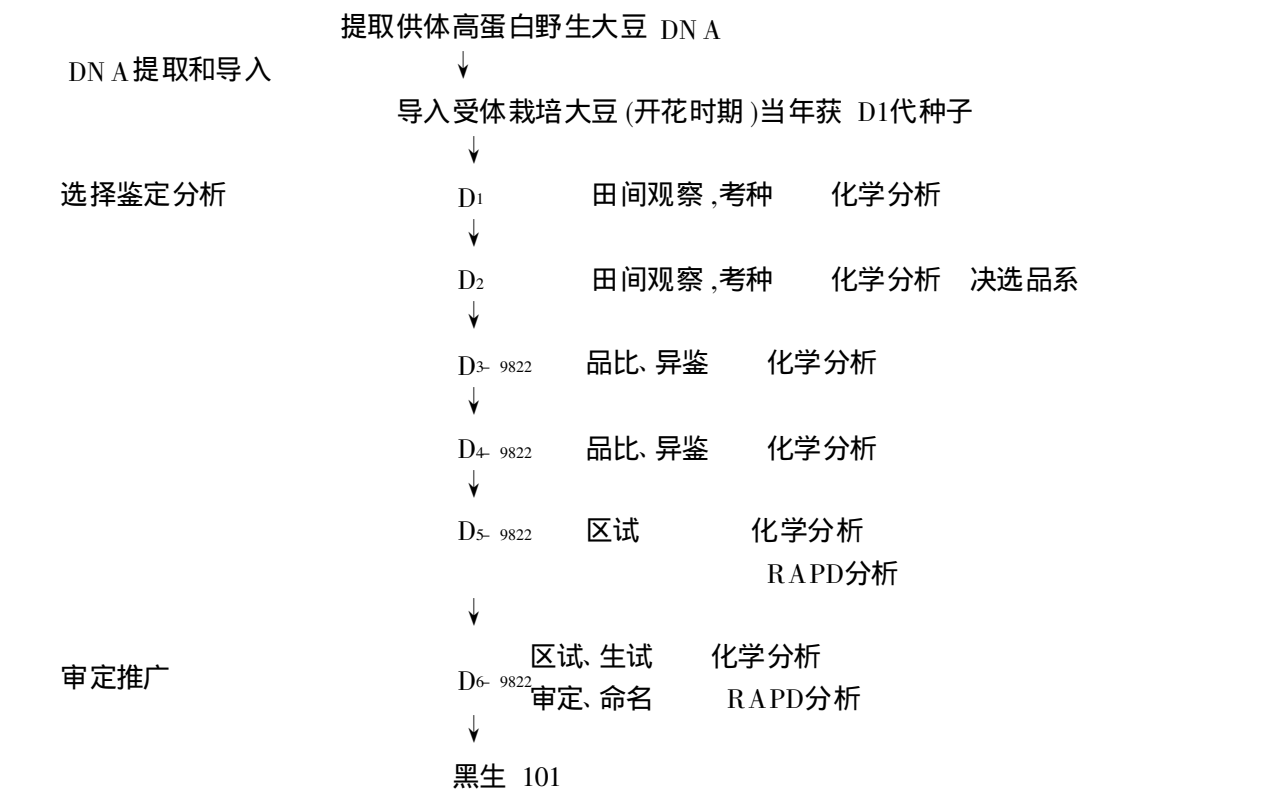 提取供体高蛋白野生大豆 DNA
DNA提取和导入
↓
导入受体栽培大豆(开花时期)当年获 D1代种子
↓
选择鉴定分析 D1 田间观察,考种 化学分析
↓
D2 田间观察,考种 化学分析 决选品系
↓
D3-9822 品比、异鉴 化学分析
↓
D4-9822 品比、异鉴 化学分析
↓
D5-9822 区试 化学分析
RAPD分析
↓
区试、生试 化学分析
审定推广 D6-9822
审定、命名 RAPD分析
↓
黑生 101